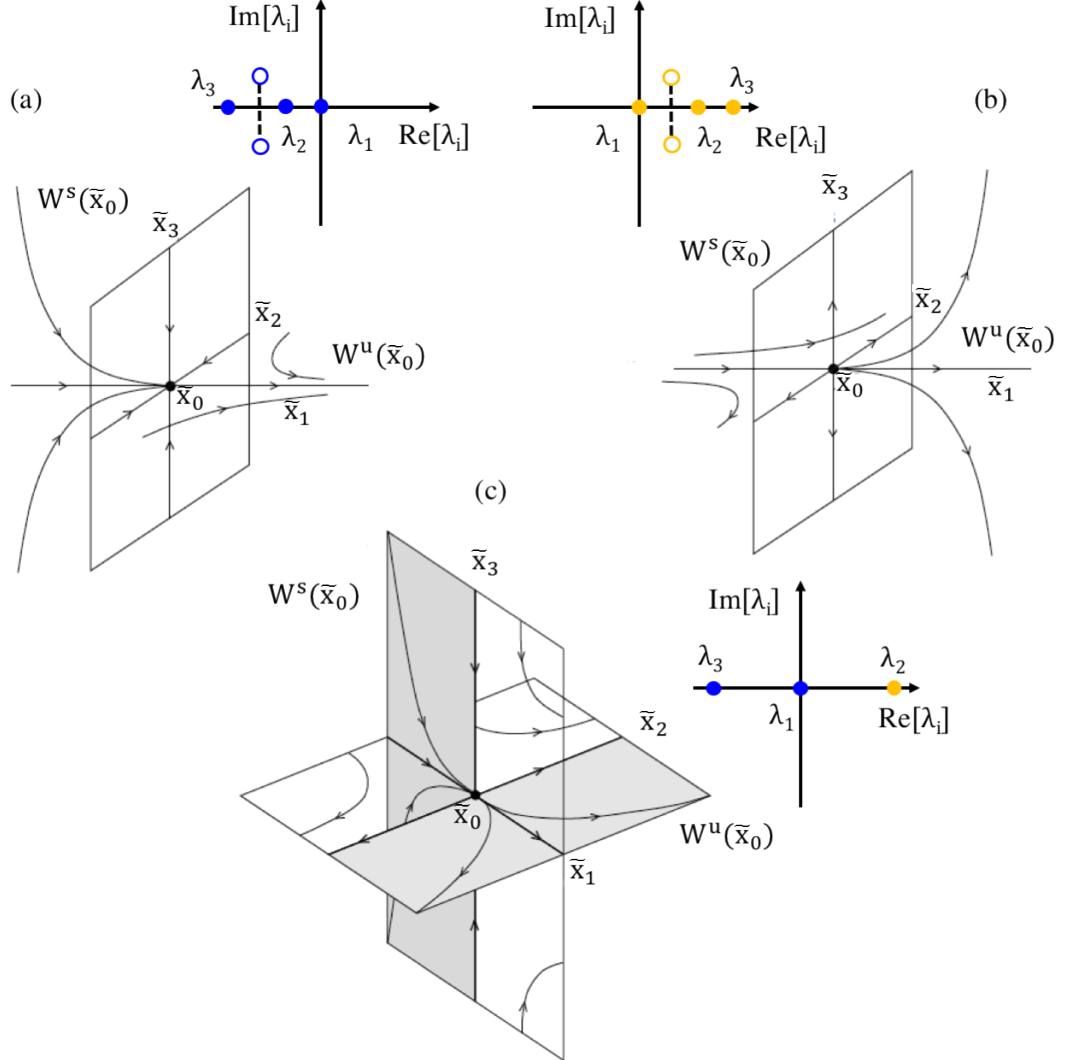 Im[λᵢ]
Im[λᵢ]
(a)
λ₃
λ₂
λ₁
Re[λᵢ]
λ₁
λ₃
λ₂
Re[λᵢ]
(b)
Wˢ(x̃₀)
x̃₃
x̃₂
Wᵘ(x̃₀)
x̃₀
x̃₁
x̃₃
Wˢ(x̃₀)
x̃₂
Wᵘ(x̃₀)
x̃₀
x̃₁
(c)
x̃₃
Wˢ(x̃₀)
Im[λᵢ]
λ₃
λ₂
λ₁
Re[λᵢ]
x̃₂
x̃₀
Wᵘ(x̃₀)
x̃₁